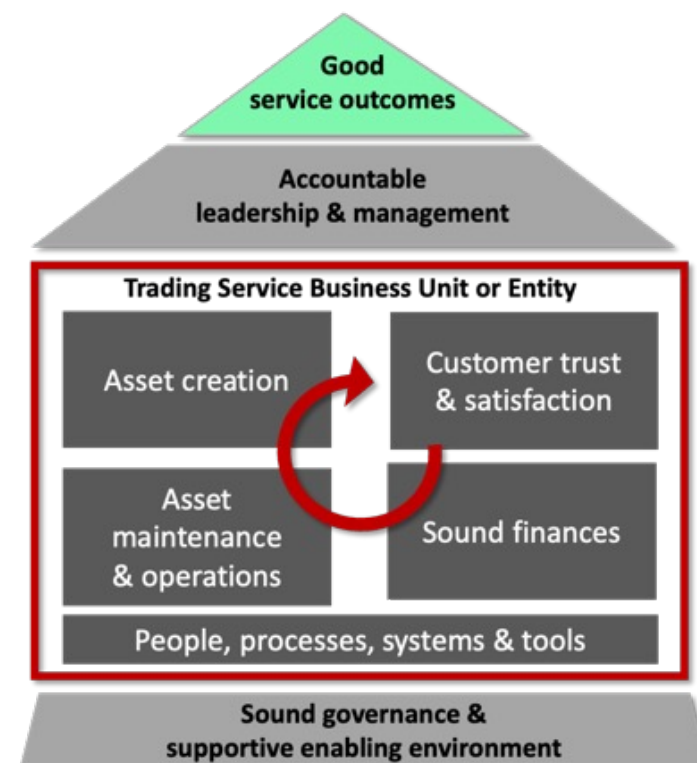 Good
service outcomes
Accountable
leadership & management
Trading Service Business Unit or Entity
Asset creation
Customer trust
& satisfaction
Asset
maintenance
& operations
Sound finances
People, processes, systems & tools
Sound governance &
supportive enabling environment